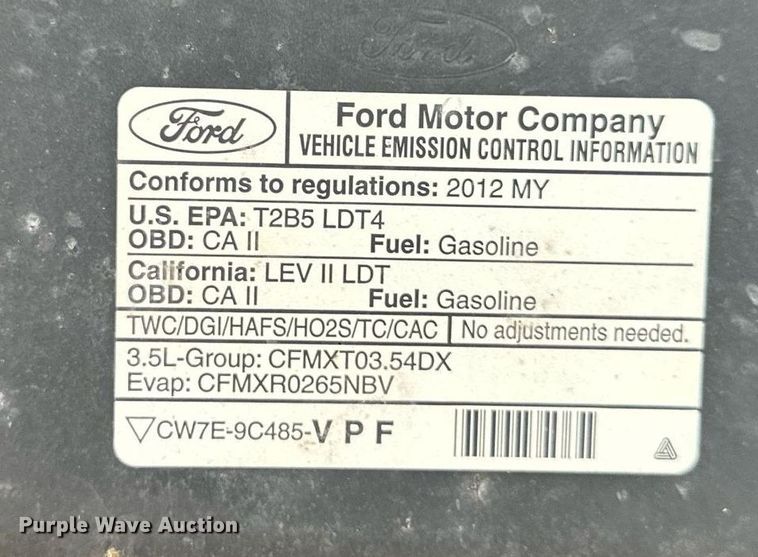 Ford
Ford
Ford Motor Company
VEHICLE EMISSION CONTROL INFORMATION
Conforms to regulations: 2012 MY
U.S. EPA: T2B5 LDT4
OBD: CA II Fuel: Gasoline
California: LEV II LDT
OBD: CA II Fuel: Gasoline
TWC/DGI/HAFS/HO2S/TC/CAC No adjustments needed.
3.5L-Group: CFMXT03.54DX
Evap: CFMXR0265NBV
CW7E-9C485-V P F
Purple Wave Auction